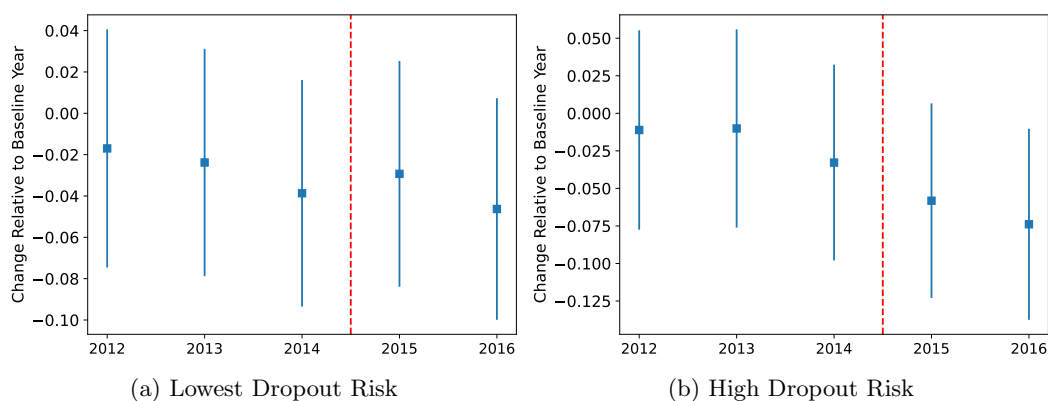 Change Relative to Baseline Year
0.04
0.02
0.00
−0.02
−0.04
−0.06
−0.08
−0.10
2012 2013 2014 2015 2016
(a) Lowest Dropout Risk
Change Relative to Baseline Year
0.050
0.025
0.000
−0.025
−0.050
−0.075
−0.100
−0.125
2012 2013 2014 2015 2016
(b) High Dropout Risk